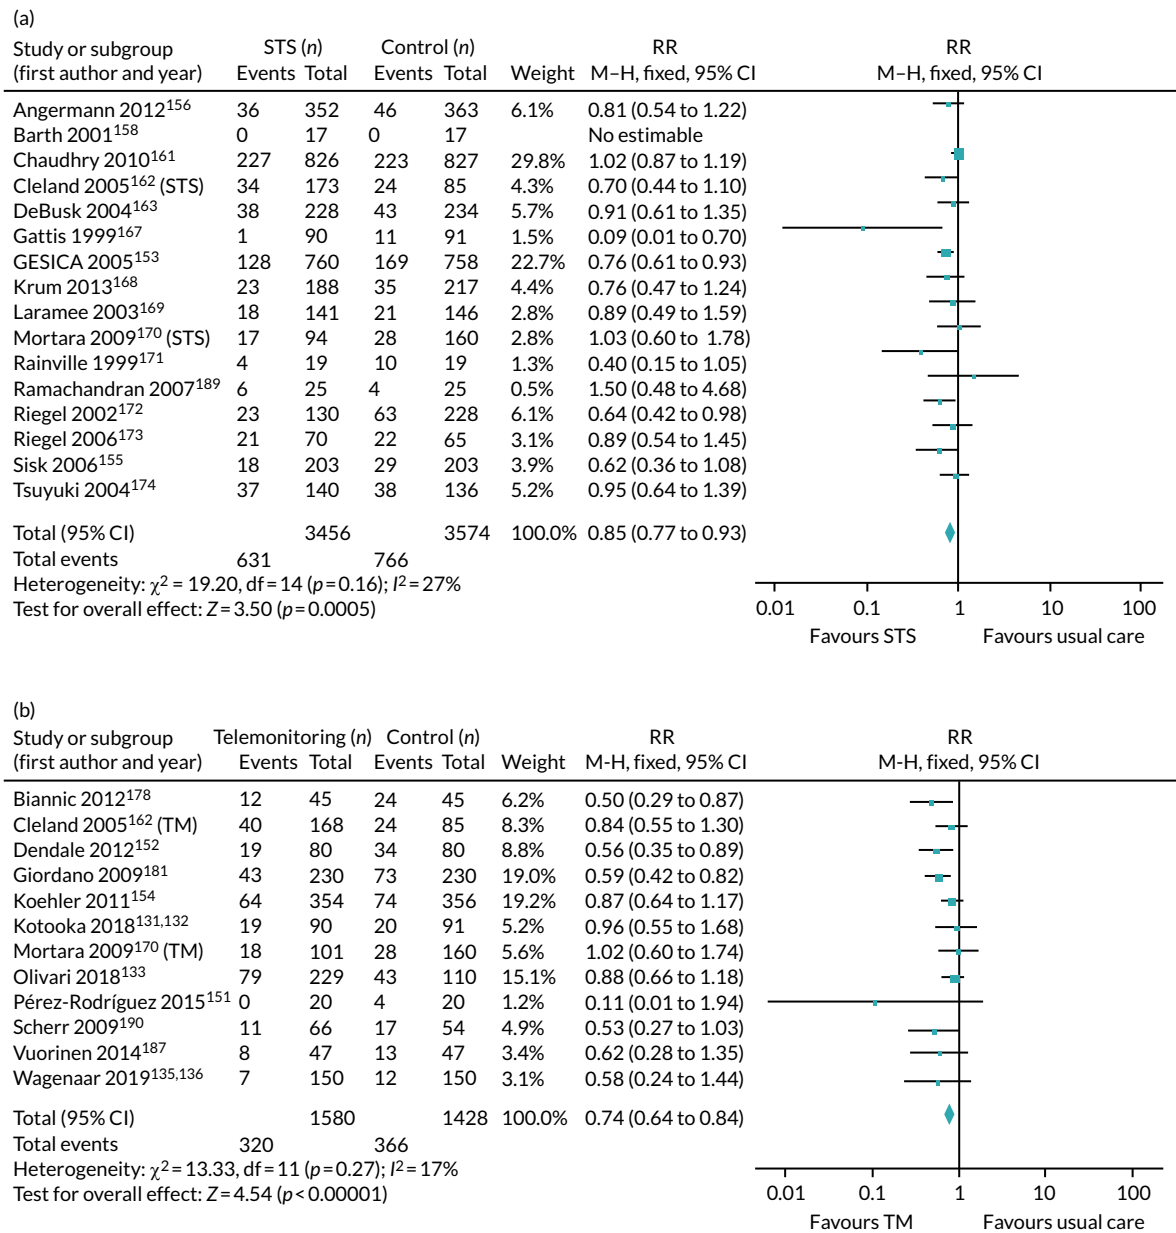 (a)
Study or subgroup STS (n) Control (n) RR RR
(first author and year) Events Total Events Total Weight M–H, fixed, 95% CI M–H, fixed, 95% CI
Angermann 2012156 36 352 46 363 6.1% 0.81 (0.54 to 1.22)
Barth 2001158 0 17 0 17 No estimable
Chaudhry 2010161 227 826 223 827 29.8% 1.02 (0.87 to 1.19)
Cleland 2005162 (STS) 34 173 24 85 4.3% 0.70 (0.44 to 1.10)
DeBusk 2004163 38 228 43 234 5.7% 0.91 (0.61 to 1.35)
Gattis 1999167 1 90 11 91 1.5% 0.09 (0.01 to 0.70)
GESICA 2005153 128 760 169 758 22.7% 0.76 (0.61 to 0.93)
Krum 2013168 23 188 35 217 4.4% 0.76 (0.47 to 1.24)
Laramee 2003169 18 141 21 146 2.8% 0.89 (0.49 to 1.59)
Mortara 2009170 (STS) 17 94 28 160 2.8% 1.03 (0.60 to 1.78)
Rainville 1999171 4 19 10 19 1.3% 0.40 (0.15 to 1.05)
Ramachandran 2007189 6 25 4 25 0.5% 1.50 (0.48 to 4.68)
Riegel 2002172 23 130 63 228 6.1% 0.64 (0.42 to 0.98)
Riegel 2006173 21 70 22 65 3.1% 0.89 (0.54 to 1.45)
Sisk 2006155 18 203 29 203 3.9% 0.62 (0.36 to 1.08)
Tsuyuki 2004174 37 140 38 136 5.2% 0.95 (0.64 to 1.39)
Total (95% CI) 3456 3574 100.0% 0.85 (0.77 to 0.93)
Total events 631 766
Heterogeneity: χ2 = 19.20, df = 14 (p = 0.16); I2 = 27%
Test for overall effect: Z = 3.50 (p = 0.0005)
0.01 0.1 1 10 100
Favours STS Favours usual care
(b)
Study or subgroup Telemonitoring (n) Control (n) RR RR
(first author and year) Events Total Events Total Weight M-H, fixed, 95% CI M-H, fixed, 95% CI
Biannic 2012178 12 45 24 45 6.2% 0.50 (0.29 to 0.87)
Cleland 2005162 (TM) 40 168 24 85 8.3% 0.84 (0.55 to 1.30)
Dendale 2012152 19 80 34 80 8.8% 0.56 (0.35 to 0.89)
Giordano 2009181 43 230 73 230 19.0% 0.59 (0.42 to 0.82)
Koehler 2011154 64 354 74 356 19.2% 0.87 (0.64 to 1.17)
Kotooka 2018131,132 19 90 20 91 5.2% 0.96 (0.55 to 1.68)
Mortara 2009170 (TM) 18 101 28 160 5.6% 1.02 (0.60 to 1.74)
Olivari 2018133 79 229 43 110 15.1% 0.88 (0.66 to 1.18)
Pérez-Rodríguez 2015151 0 20 4 20 1.2% 0.11 (0.01 to 1.94)
Scherr 2009190 11 66 17 54 4.9% 0.53 (0.27 to 1.03)
Vuorinen 2014187 8 47 13 47 3.4% 0.62 (0.28 to 1.35)
Wagenaar 2019135,136 7 150 12 150 3.1% 0.58 (0.24 to 1.44)
Total (95% CI) 1580 1428 100.0% 0.74 (0.64 to 0.84)
Total events 320 366
Heterogeneity: χ2 = 13.33, df = 11 (p = 0.27); I2 = 17%
Test for overall effect: Z = 4.54 (p < 0.00001)
0.01 0.1 1 10 100
Favours TM Favours usual care